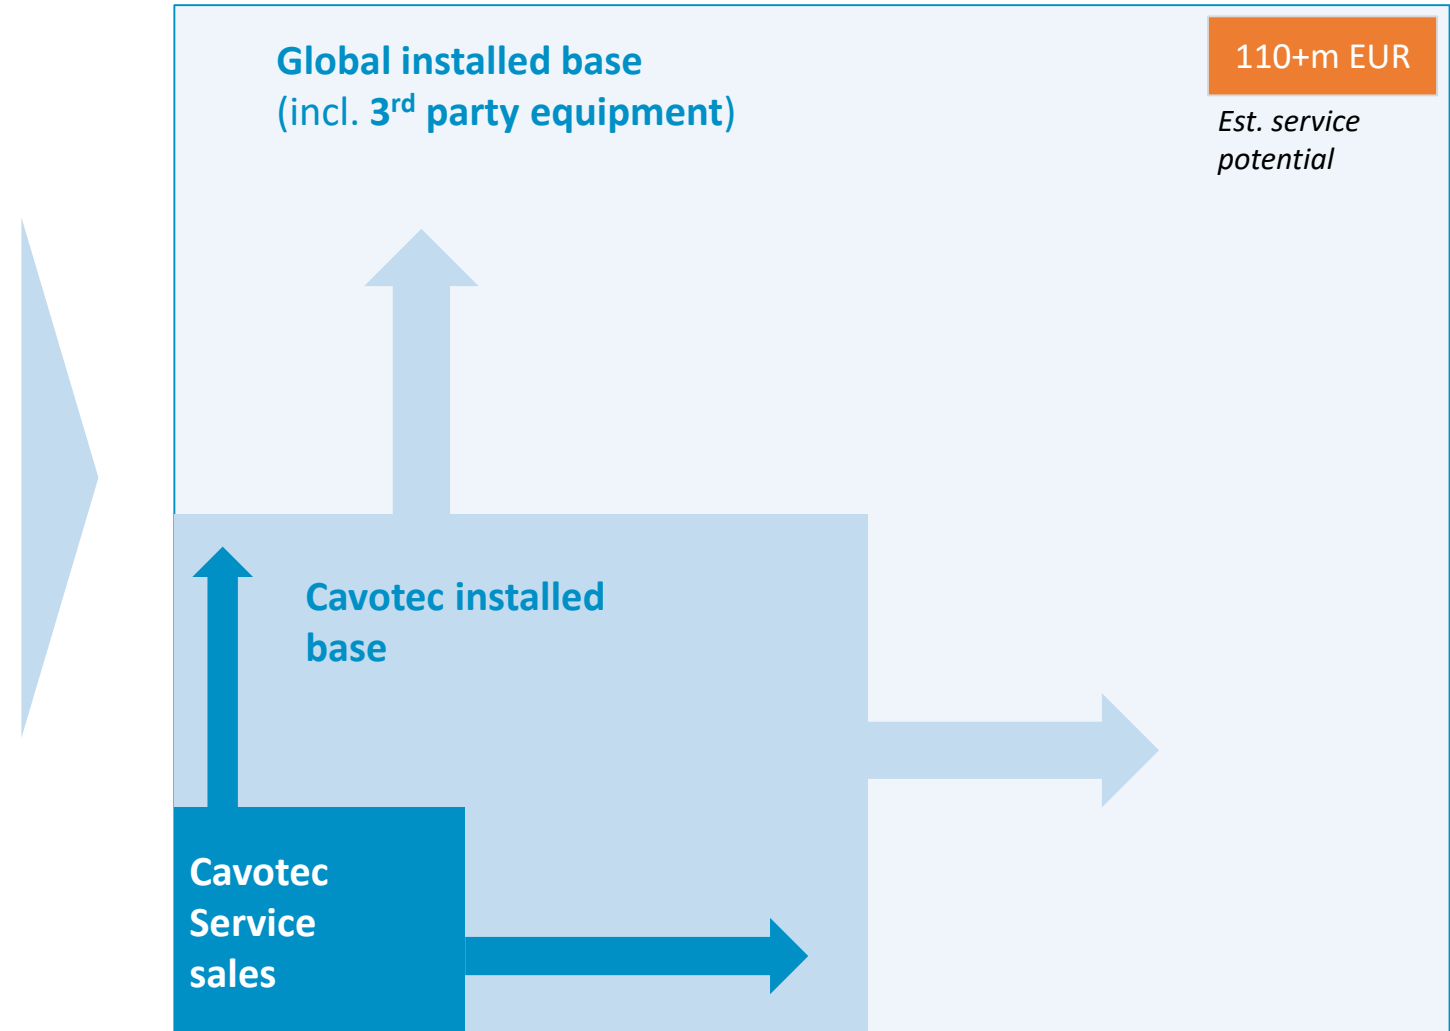 Global installed base
(incl. 3rd party equipment)
110+m EUR
Est. service
potential
Cavotec installed
base
Cavotec
Service
sales